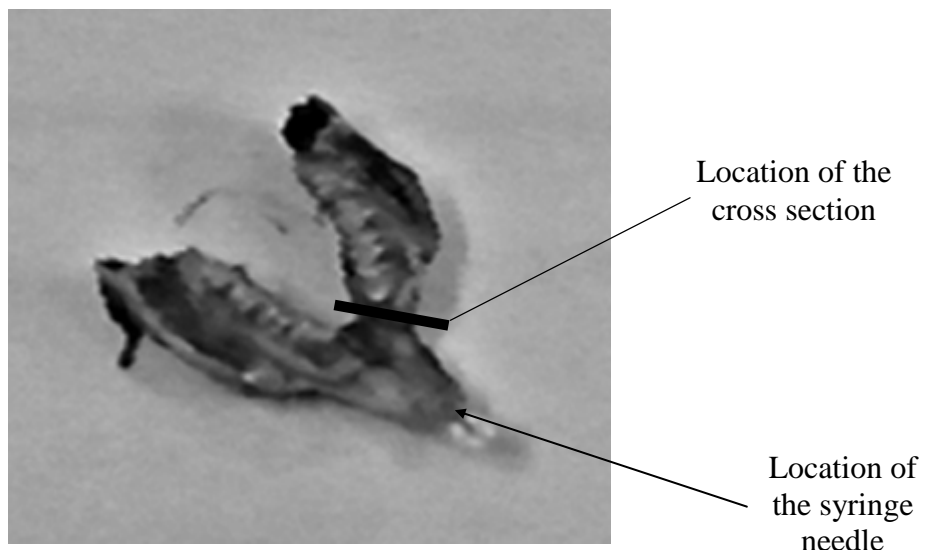 Location of the
cross section
Location of
the syringe
needle